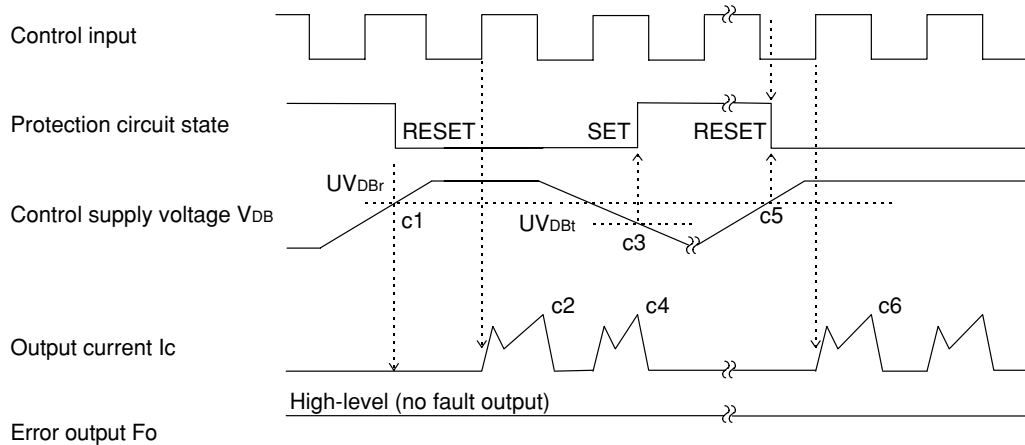 Control input
Protection circuit state
RESET
SET
RESET
UVDBr
Control supply voltage VDB
c1
UVDBt
c3
c5
c2
c4
c6
Output current Ic
High-level (no fault output)
Error output Fo